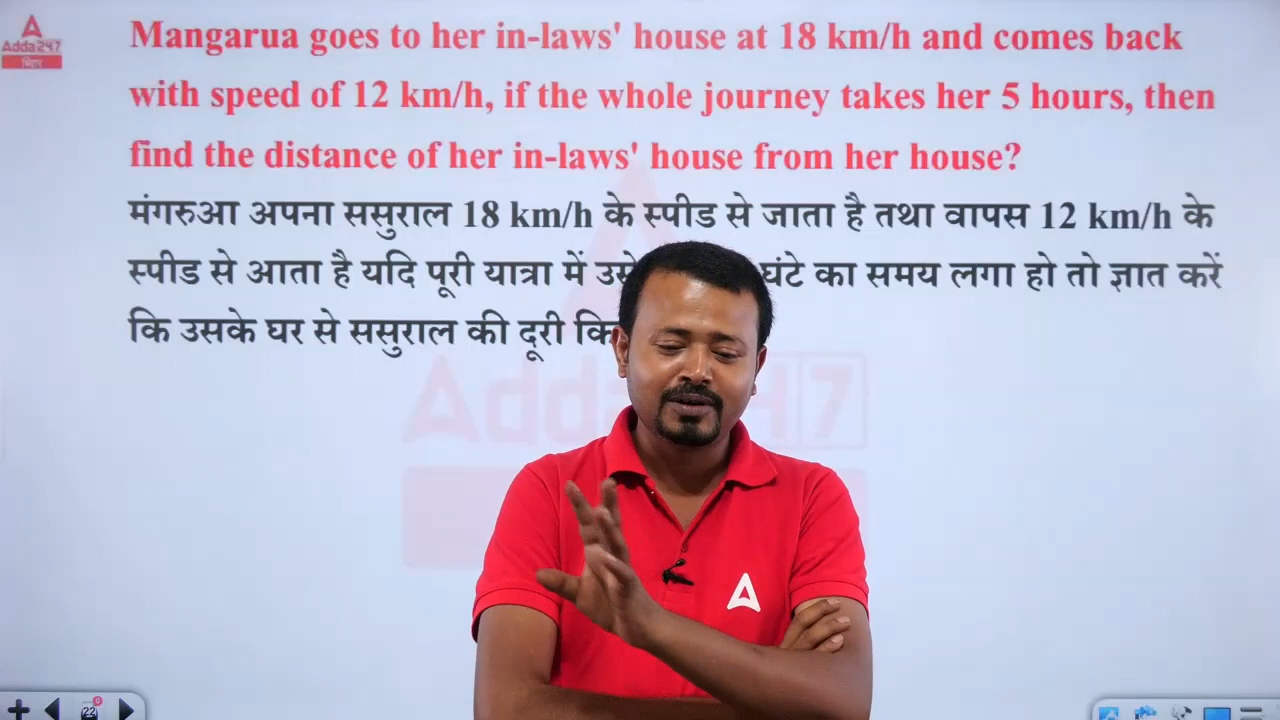 Adda247
बिहार
Mangarua goes to her in-laws' house at 18 km/h and comes back
with speed of 12 km/h, if the whole journey takes her 5 hours, then
find the distance of her in-laws' house from her house?
मंगरुआ अपना ससुराल 18 km/h के स्पीड से जाता है तथा वापस 12 km/h के
स्पीड से आता है यदि पूरी यात्रा में घंटे का समय लगा हो तो ज्ञात करें
कि उसके घर से ससुराल की दूरी
Adda247
22